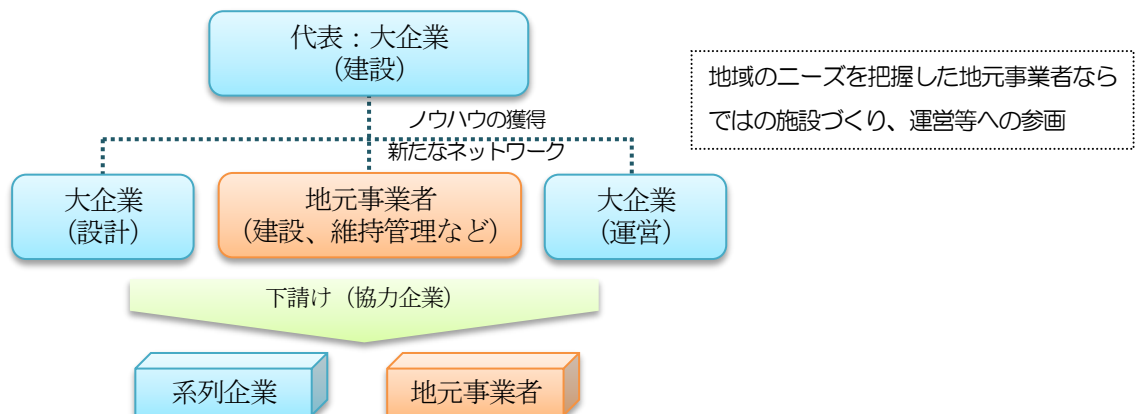 代表：大企業
（建設）
地域のニーズを把握した地元事業者なら
ではの施設づくり、運営等への参画
ノウハウの獲得
新たなネットワーク
大企業
（設計）
地元事業者
（建設、維持管理など）
大企業
（運営）
下請け（協力企業）
系列企業
地元事業者